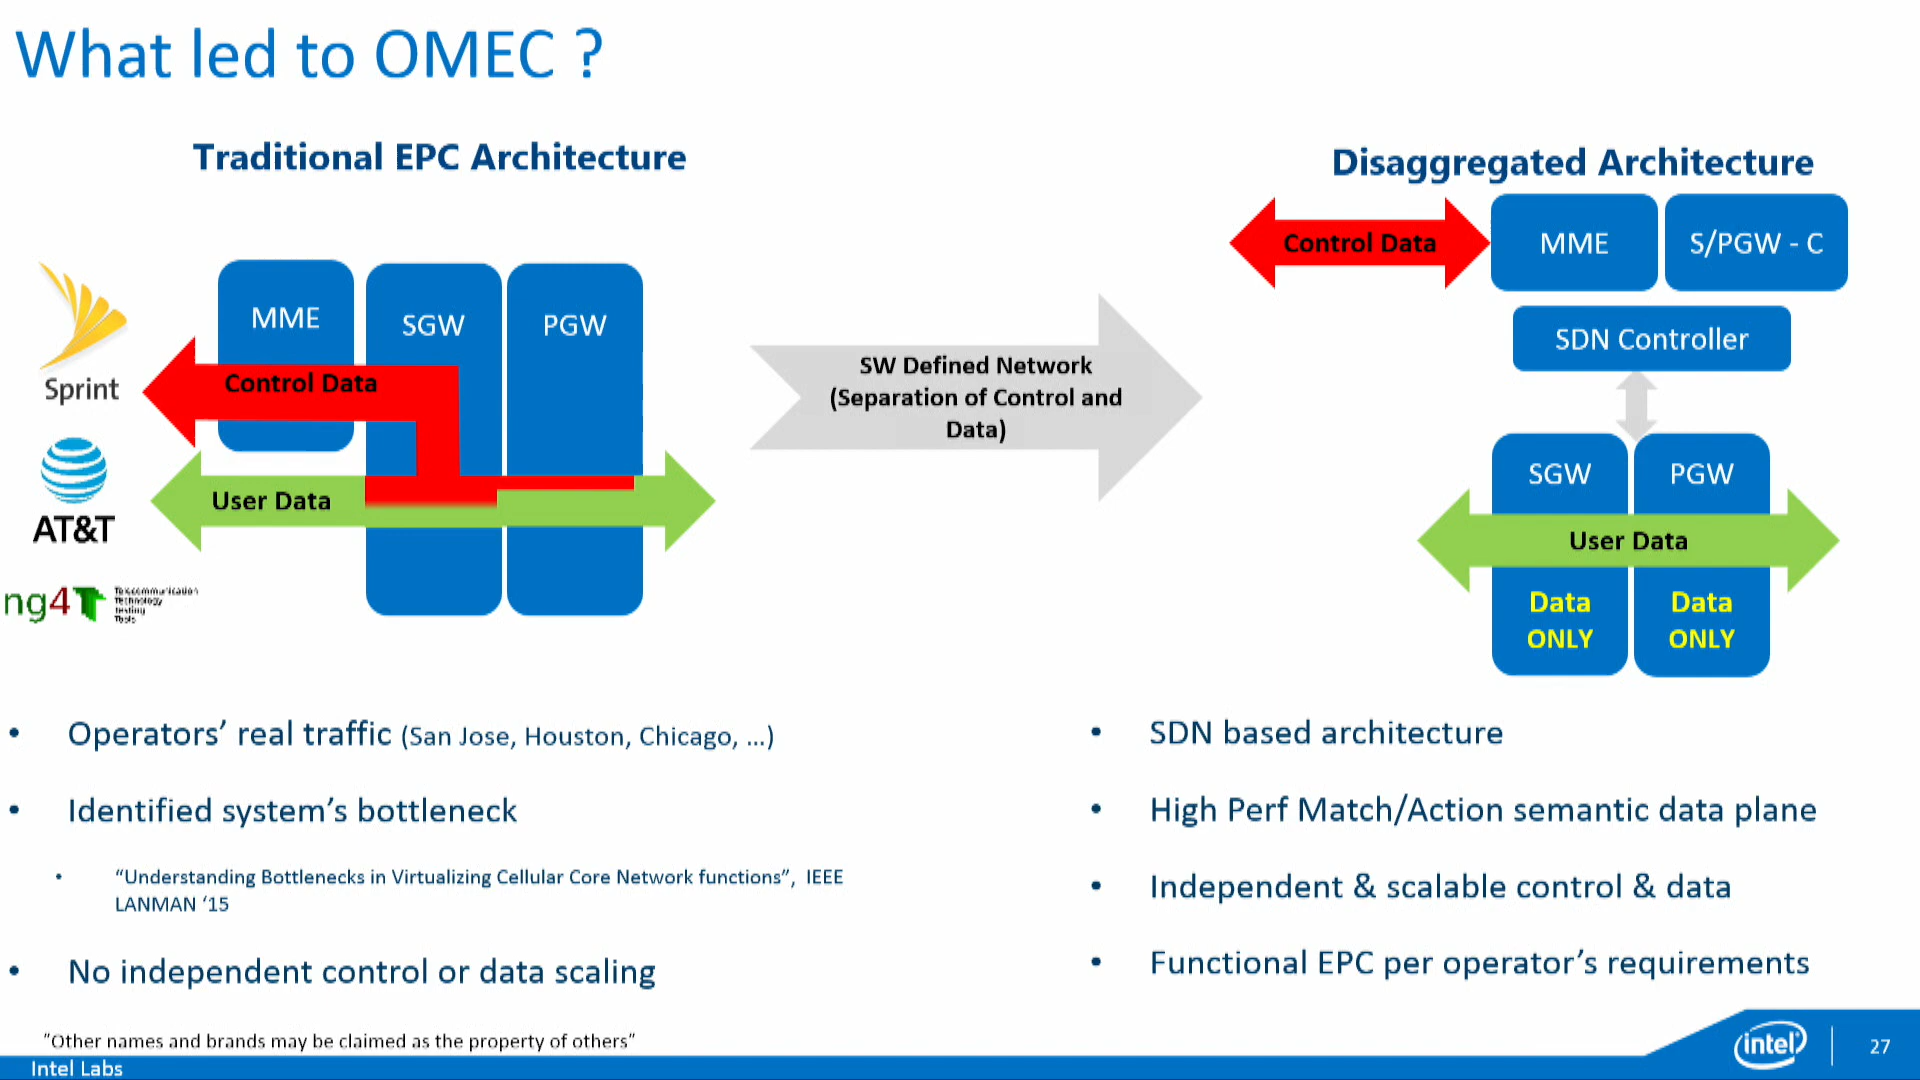 What led to OMEC ?
Traditional EPC Architecture
Disaggregated Architecture
Sprint
AT&T
ng4T
Telecommunication
Technology
Testing
Tools
MME
SGW
PGW
Control Data
User Data
SW Defined Network
(Separation of Control and
Data)
Control Data
MME
S/PGW - C
SDN Controller
SGW
PGW
User Data
Data
ONLY
Data
ONLY
• Operators’ real traffic (San Jose, Houston, Chicago, ...)
• Identified system’s bottleneck
• “Understanding Bottlenecks in Virtualizing Cellular Core Network functions”, IEEE
LANMAN ‘15
• No independent control or data scaling
• SDN based architecture
• High Perf Match/Action semantic data plane
• Independent & scalable control & data
• Functional EPC per operator’s requirements
"Other names and brands may be claimed as the property of others"
Intel Labs
intel
27